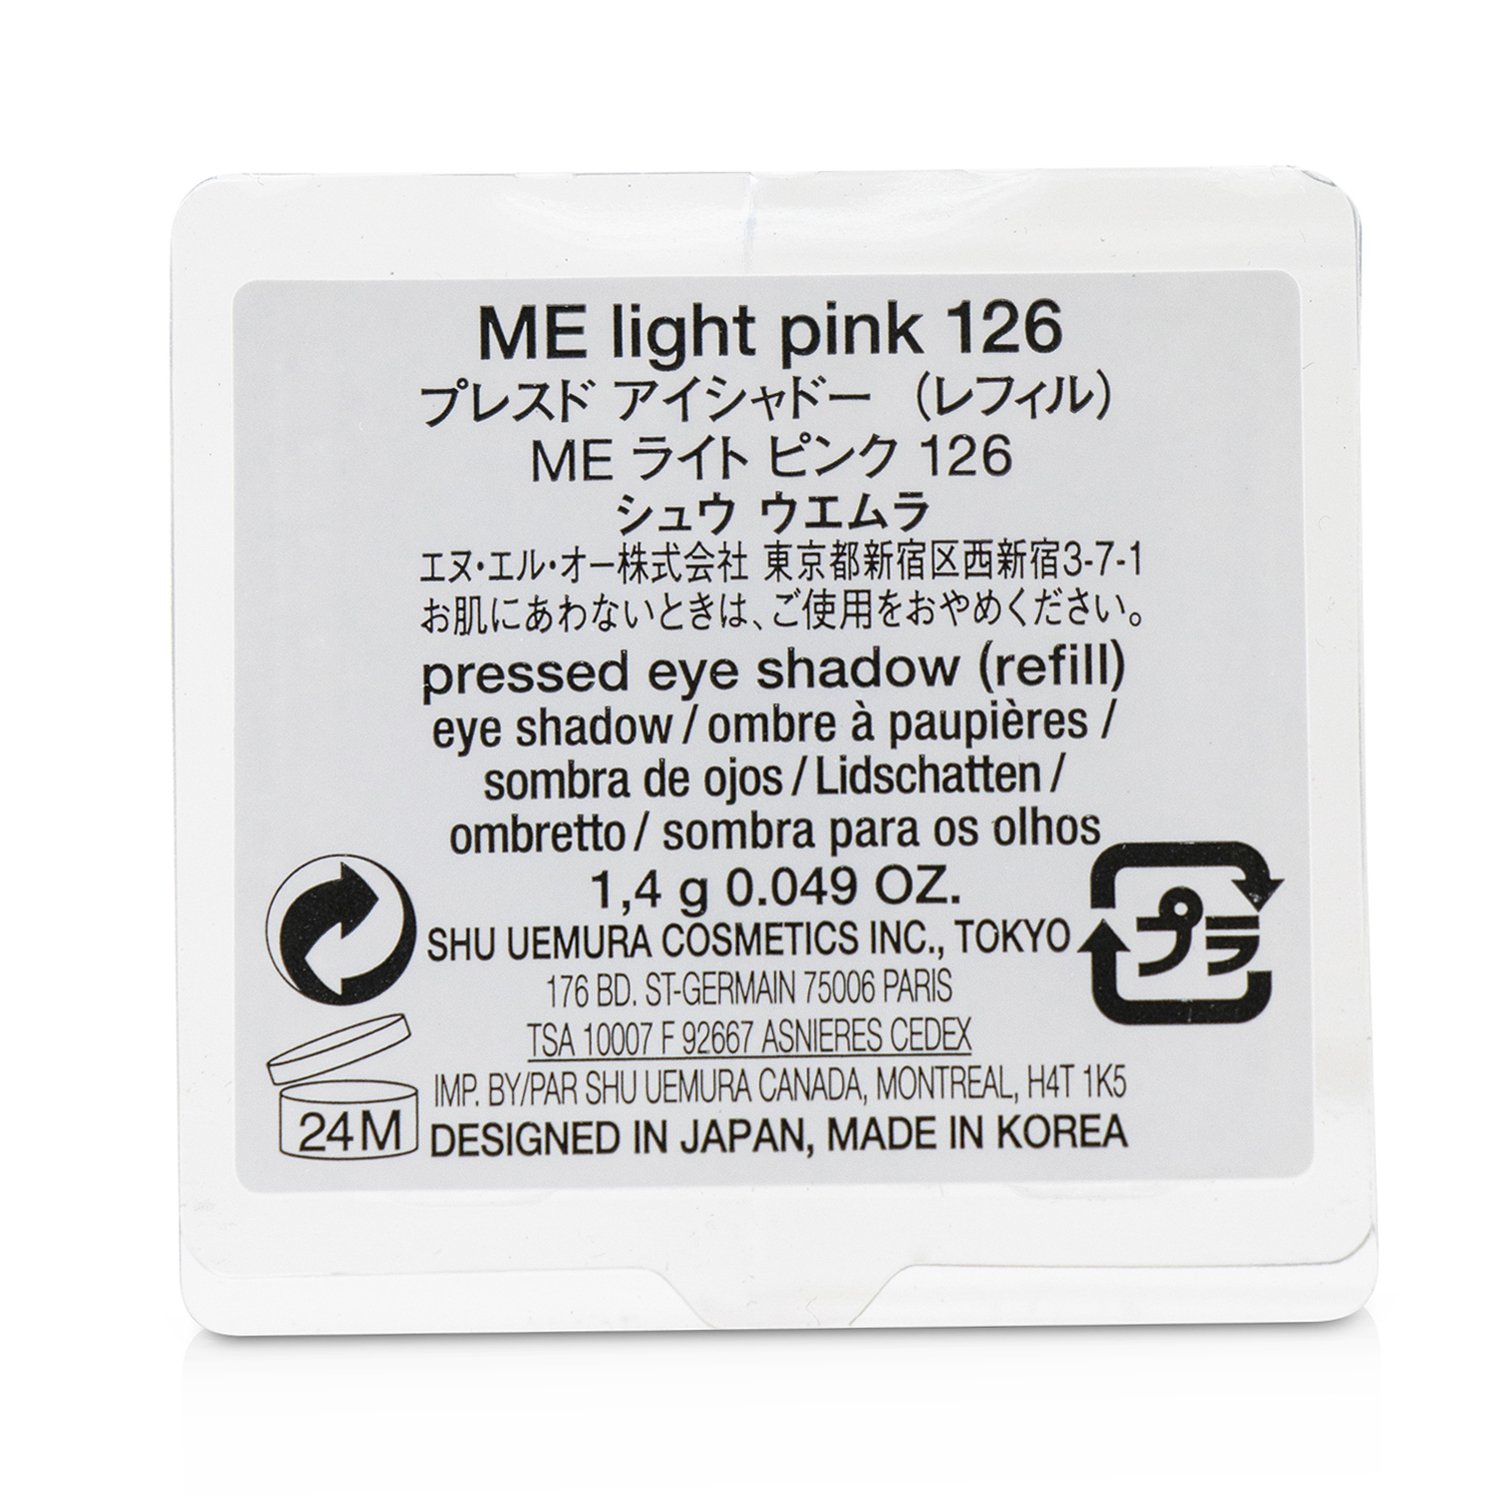 ME light pink 126
プレスド アイシャドー （レフィル）
ME ライト ピンク 126
シュウ ウエムラ
エヌ・エル・オー株式会社 東京都新宿区西新宿3-7-1
お肌にあわないときは、ご使用をおやめください。
pressed eye shadow (refill)
eye shadow / ombre à paupières /
sombra de ojos / Lidschatten /
ombretto / sombra para os olhos
1,4 g 0.049 OZ.
SHU UEMURA COSMETICS INC., TOKYO
プラ
176 BD. ST-GERMAIN 75006 PARIS
TSA 10007 F 92667 ASNIERES CEDEX
IMP. BY/PAR SHU UEMURA CANADA, MONTREAL, H4T 1K5
24M
DESIGNED IN JAPAN, MADE IN KOREA